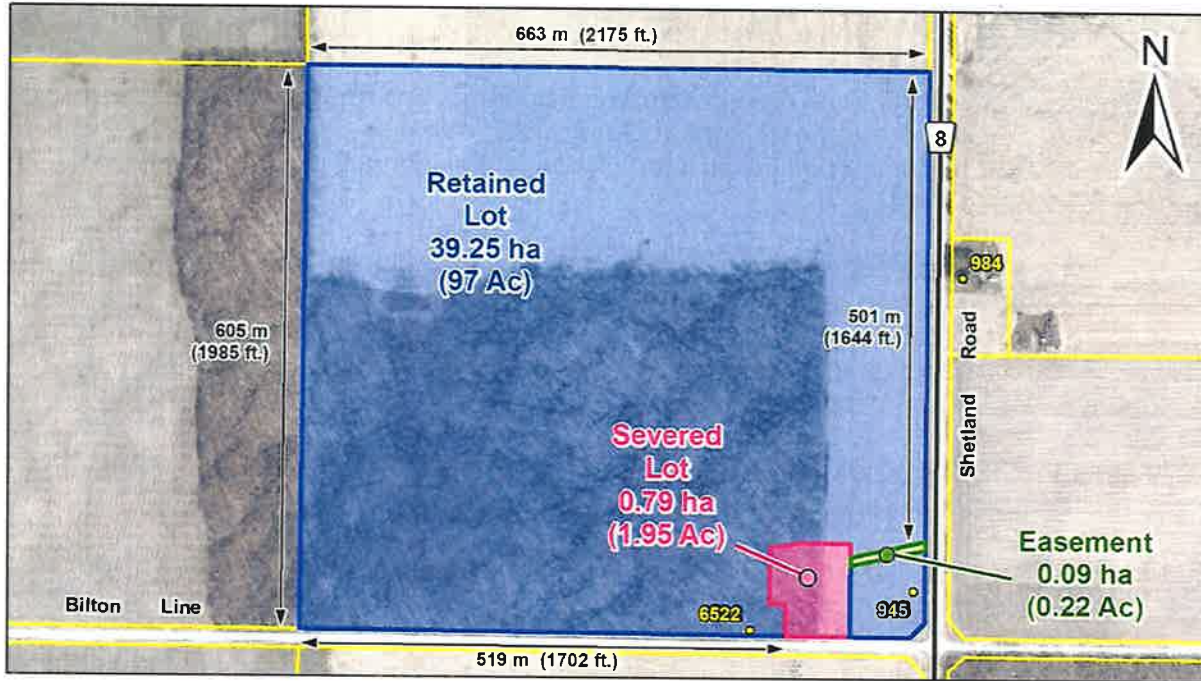 663 m (2175 ft.)
N
8
Retained
Lot
39.25 ha
(97 Ac)
984
605 m
(1985 ft.)
501 m
(1644 ft.)
Shetland Road
Severed
Lot
0.79 ha
(1.95 Ac)
Easement
0.09 ha
(0.22 Ac)
Bilton Line
6522
945
519 m (1702 ft.)